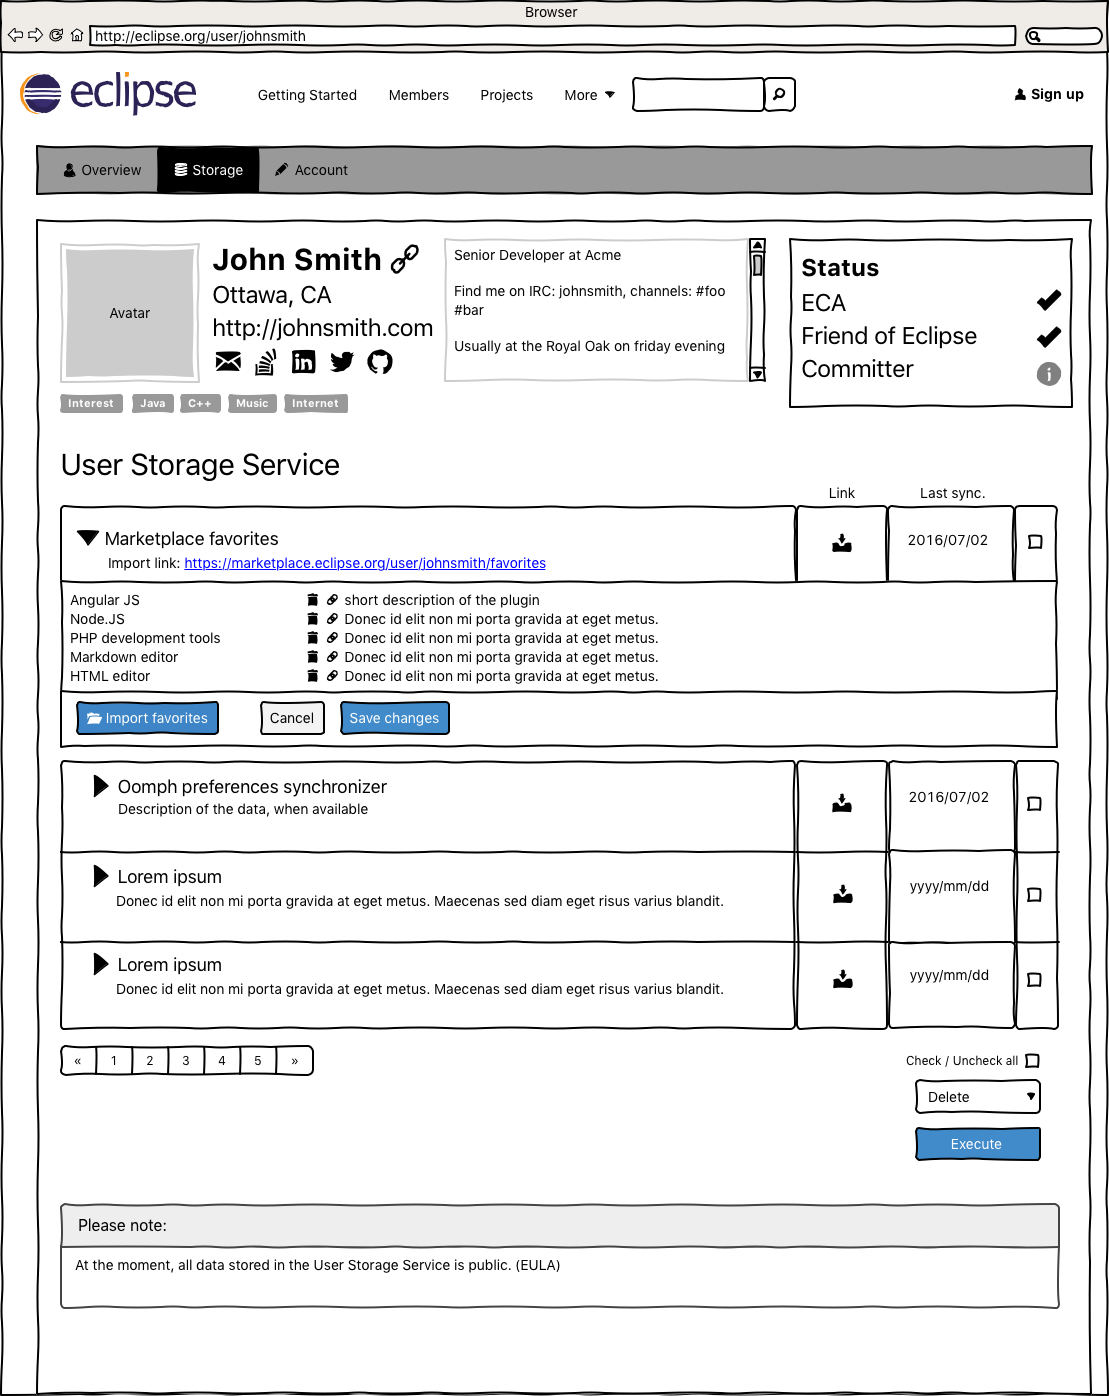 Browser
http://eclipse.org/user/johnsmith
eclipse
Getting Started Members Projects More
Sign up
Overview Storage Account
Avatar
John Smith
Ottawa, CA
http://johnsmith.com
Senior Developer at Acme
Find me on IRC: johnsmith, channels: #foo
#bar
Usually at the Royal Oak on friday evening
Status
ECA
Friend of Eclipse
Committer
Interest Java C++ Music Internet
User Storage Service
Link Last sync.
Marketplace favorites
2016/07/02
Import link: https://marketplace.eclipse.org/user/johnsmith/favorites
Angular JS short description of the plugin
Node.JS Donec id elit non mi porta gravida at eget metus.
PHP development tools Donec id elit non mi porta gravida at eget metus.
Markdown editor Donec id elit non mi porta gravida at eget metus.
HTML editor Donec id elit non mi porta gravida at eget metus.
Import favorites Cancel Save changes
Oomph preferences synchronizer
2016/07/02
Description of the data, when available
Lorem ipsum
yyyy/mm/dd
Donec id elit non mi porta gravida at eget metus. Maecenas sed diam eget risus varius blandit.
Lorem ipsum
yyyy/mm/dd
Donec id elit non mi porta gravida at eget metus. Maecenas sed diam eget risus varius blandit.
« 1 2 3 4 5 »
Check / Uncheck all
Delete
Execute
Please note:
At the moment, all data stored in the User Storage Service is public. (EULA)